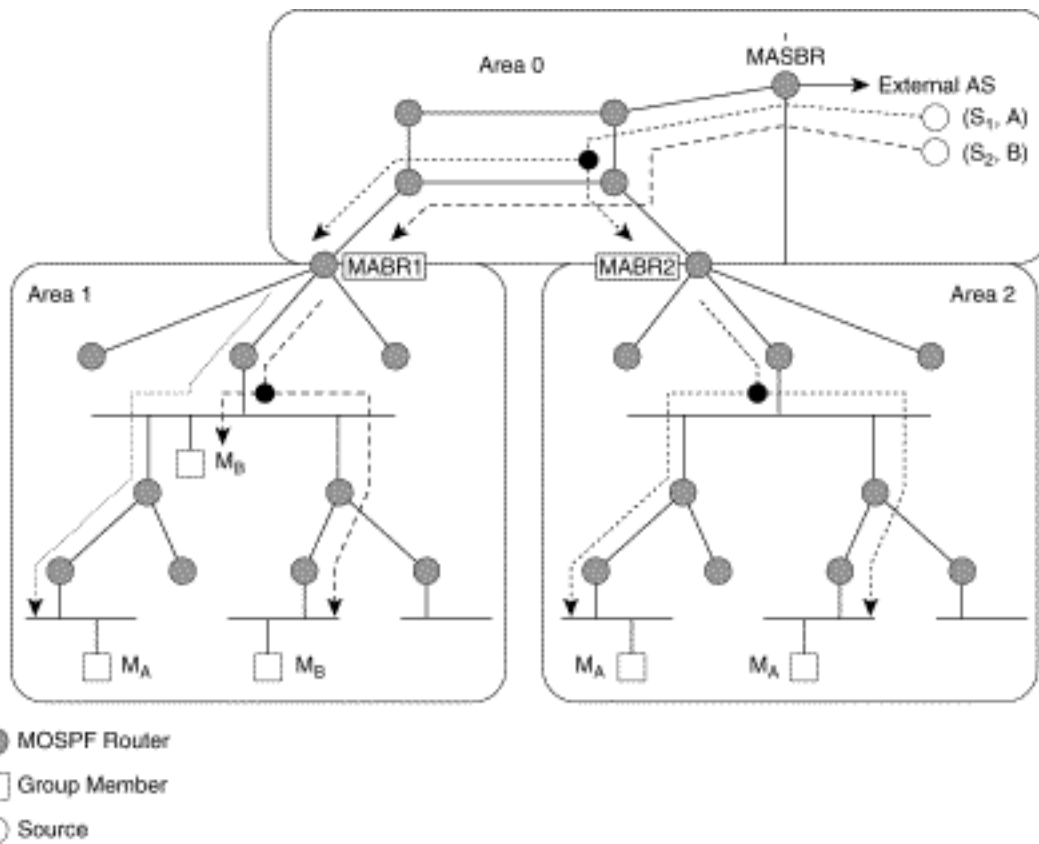 MASBR
Area 0
External AS
(S1, A)
(S2, B)
MABR1
MABR2
Area 1
Area 2
MB
MA
MB
MA
MA
MOSPF Router
Group Member
Source